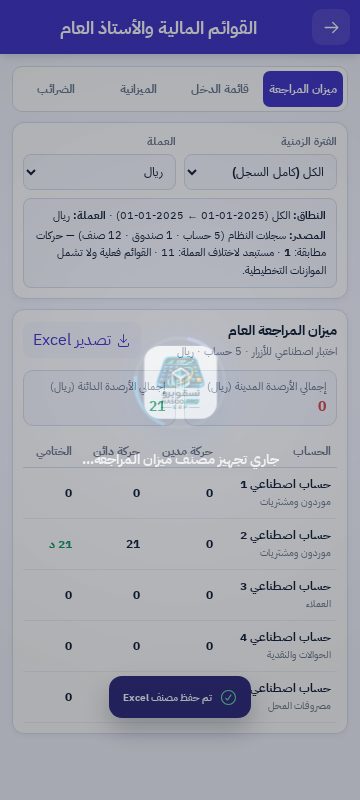 القوائم المالية والأستاذ العام
ميزان المراجعة
قائمة الدخل
الميزانية
الضرائب
الفترة الزمنية
العملة
الكل (كامل السجل)
ريال
النطاق: الكل (2025-01-01 ← 2025-01-01) · العملة: ريال
المصدر: سجلات النظام (5 حساب · 1 صندوق · 12 صنف) — حركات
مطابقة: 1 · مستبعد لاختلاف العملة: 11 · القوائم فعلية ولا تشمل
الموازنات التخطيطية.
ميزان المراجعة العام
تصدير Excel
اختبار اصطناعي للأزرار · 5 حساب · ريال
إجمالي الأرصدة المدينة (ريال)
0
إجمالي الأرصدة الدائنة (ريال)
21
الحساب
حركة مدين
حركة دائن
الختامي
جاري تجهيز مصنف ميزان المراجعة...
حساب اصطناعي 1
موردون ومشتريات
0
0
0
حساب اصطناعي 2
موردون ومشتريات
0
21
21 د
حساب اصطناعي 3
العملاء
0
0
0
حساب اصطناعي 4
الحوالات والنقدية
0
0
0
حساب اصطناعي
مصروفات المحل
0
تم حفظ مصنف Excel